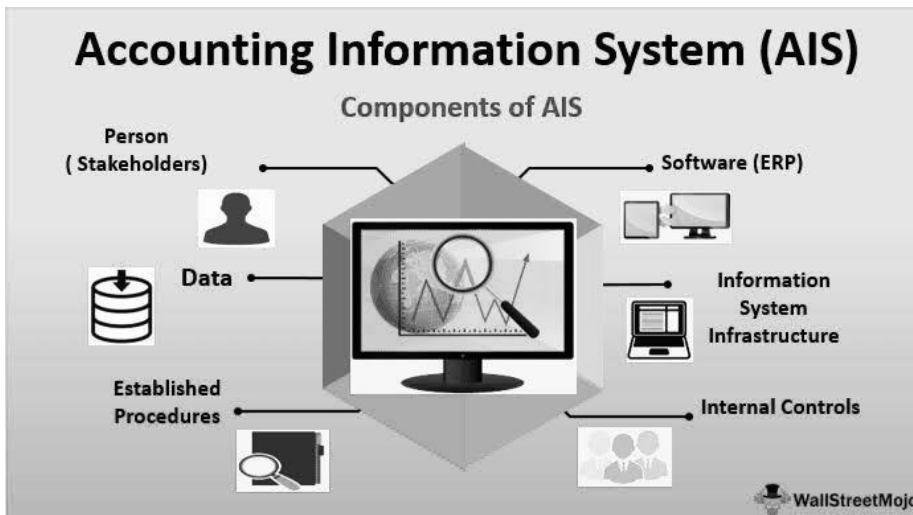 Accounting Information System (AIS)
Components of AIS
Person
( Stakeholders)
Software (ERP)
Data
Information
System
Infrastructure
Established
Procedures
Internal Controls
WallStreetMojo